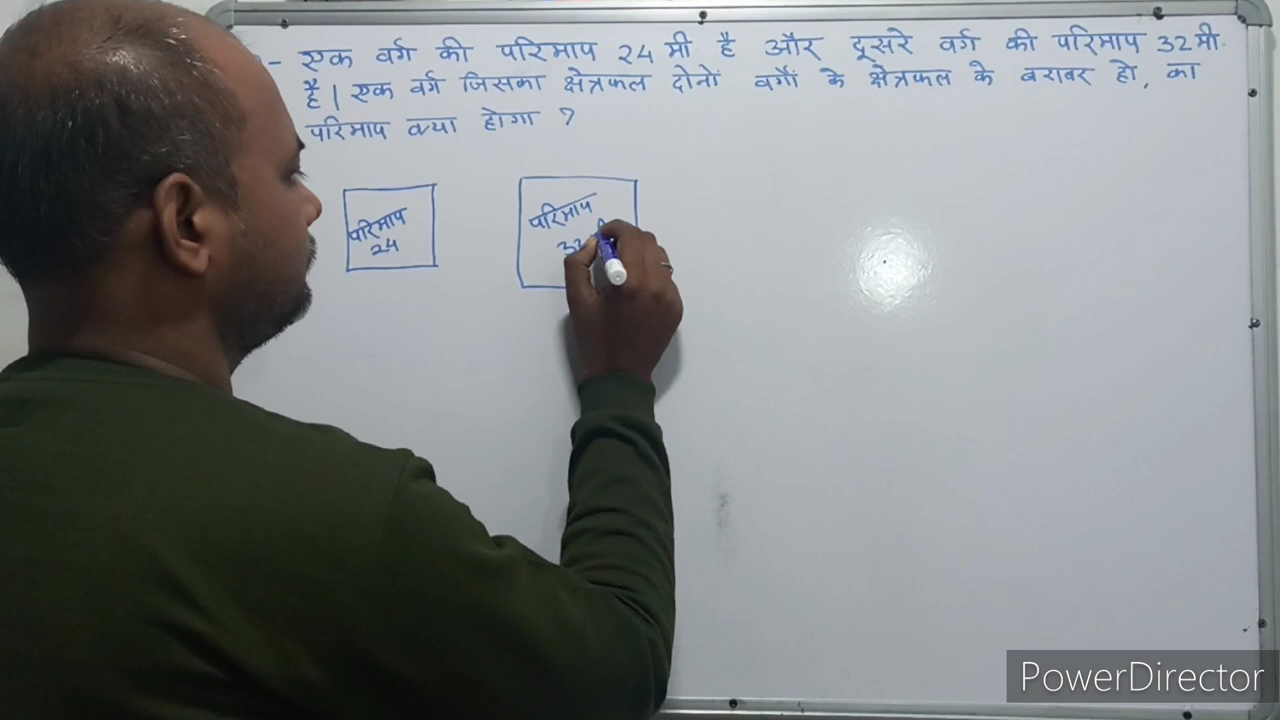 - एक वर्ग की परिमाप 24 मी है और दूसरे वर्ग की परिमाप 32 मी.
है। एक वर्ग जिसका क्षेत्रफल दोनों वर्गों के क्षेत्रफल के बराबर हो, का
परिमाप क्या होगा ?
परिमाप
24
परिमाप
PowerDirector